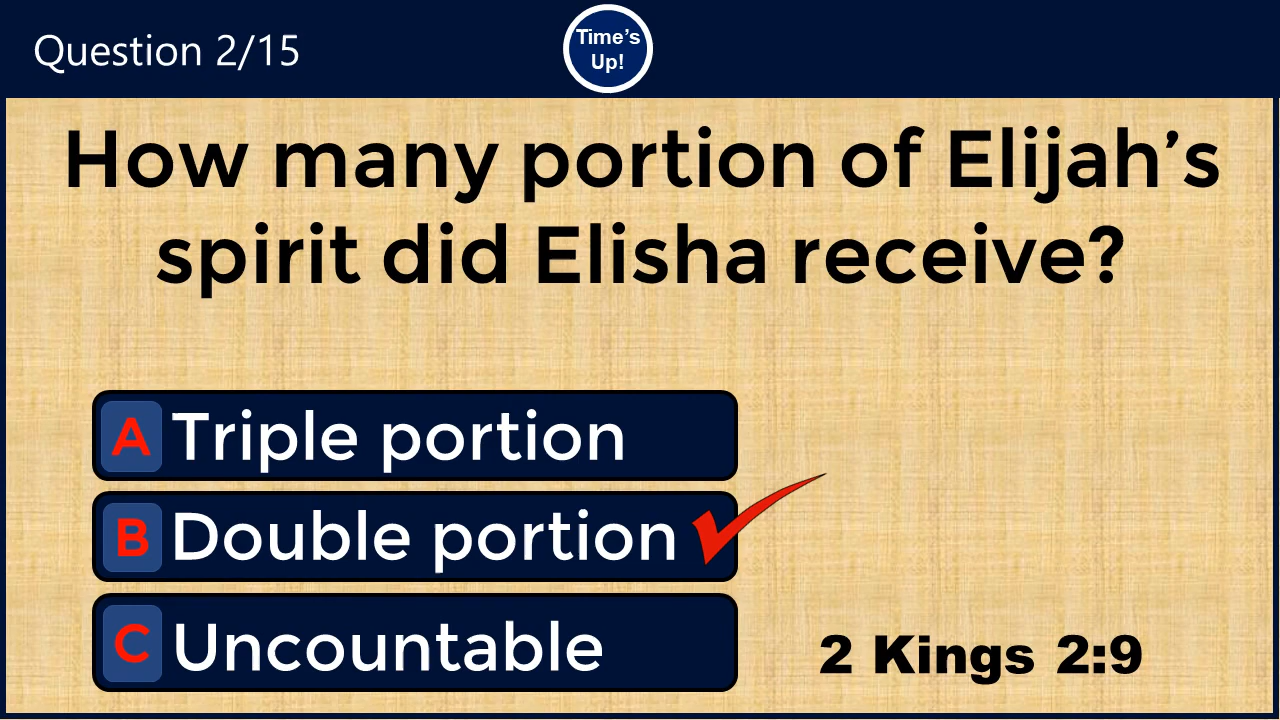 Question 2/15
Time's
Up!
How many portion of Elijah’s
spirit did Elisha receive?
A Triple portion
B Double portion
C Uncountable
2 Kings 2:9